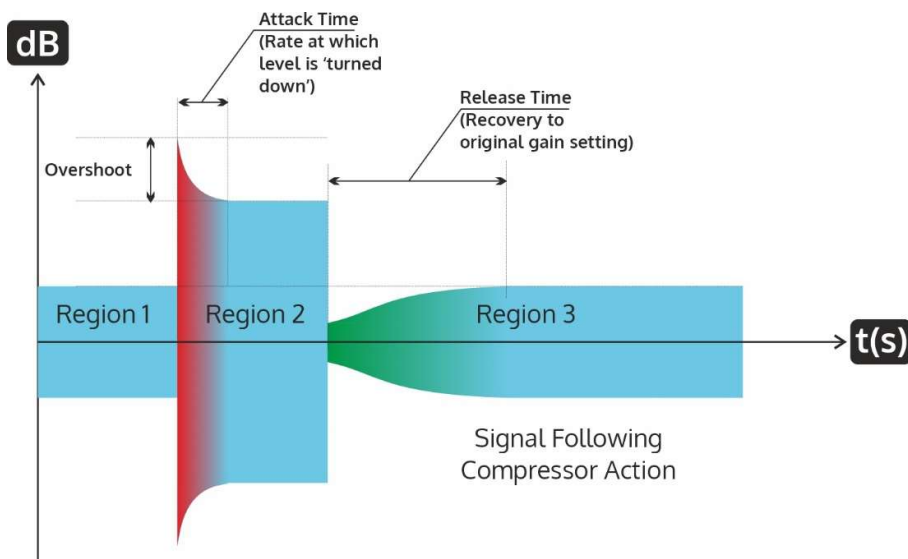 dB
Attack Time
(Rate at which
level is ‘turned
down’)
Release Time
(Recovery to
original gain setting)
Overshoot
Region 1
Region 2
Region 3
t(s)
Signal Following
Compressor Action